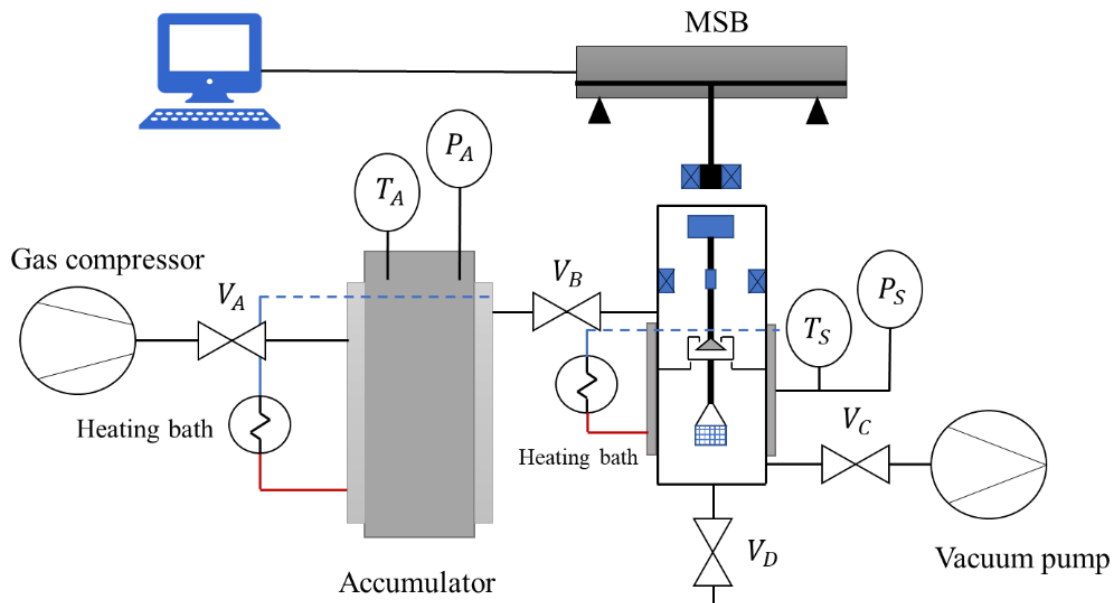 MSB
P_A
T_A
Gas compressor
V_A
V_B
P_S
T_S
Heating bath
Heating bath
V_C
V_D
Vacuum pump
Accumulator